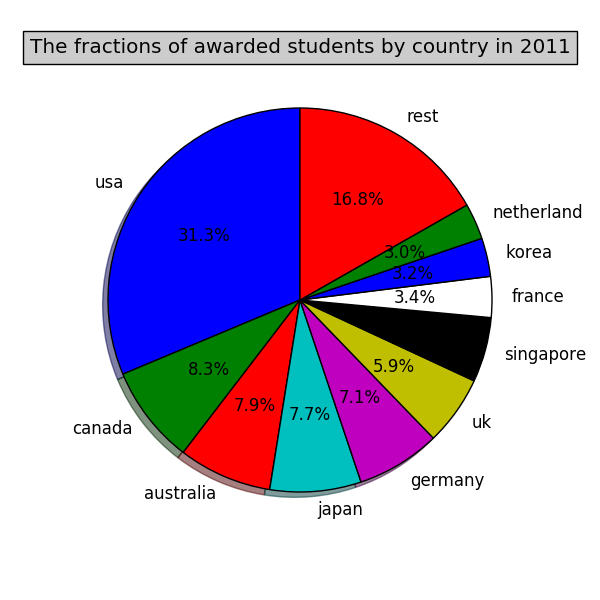 The fractions of awarded students by country in 2011
rest
usa
16.8%
netherland
31.3%
3.0%
korea
3.2%
france
3.4%
singapore
5.9%
8.3%
7.1%
7.9%
7.7%
uk
canada
germany
australia
japan